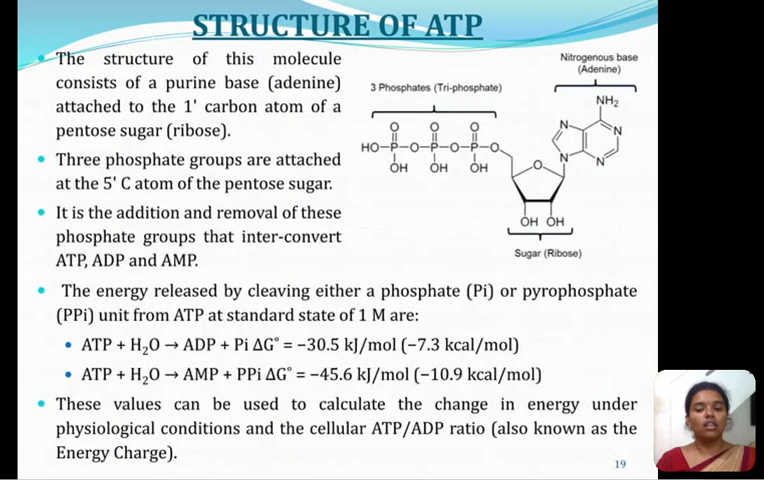 STRUCTURE OF ATP
The structure of this molecule
consists of a purine base (adenine)
attached to the 1' carbon atom of a
pentose sugar (ribose).
Three phosphate groups are attached
at the 5' C atom of the pentose sugar.
It is the addition and removal of these
phosphate groups that inter-convert
ATP, ADP and AMP.
Nitrogenous base
(Adenine)
3 Phosphates (Tri-phosphate)
NH₂
N
N
N
N
O O O
HO-P-O-P-O-P-O
OH OH OH
O
OH OH
Sugar (Ribose)
The energy released by cleaving either a phosphate (Pi) or pyrophosphate
(PPi) unit from ATP at standard state of 1 M are:
ATP + H₂O → ADP + Pi ΔG˚ = −30.5 kJ/mol (−7.3 kcal/mol)
ATP + H₂O → AMP + PPi ΔG˚ = −45.6 kJ/mol (−10.9 kcal/mol)
These values can be used to calculate the change in energy under
physiological conditions and the cellular ATP/ADP ratio (also known as the
Energy Charge).
19